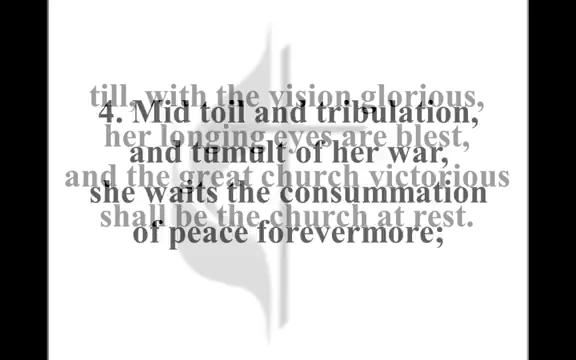 4. Mid toil and tribulation,
and tumult of her war,
she waits the consummation
of peace forevermore;
till, with the vision glorious,
her longing eyes are blest,
and the great church victorious
shall be the church at rest.